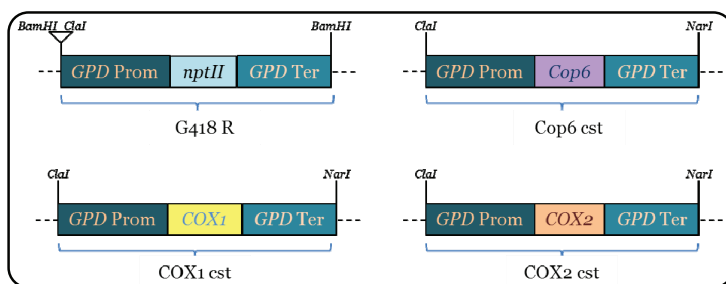 BamHI ClaI BamHI ClaI NarI
GPD Prom nptII GPD Ter GPD Prom Cop6 GPD Ter
G418 R Cop6 cst
ClaI NarI ClaI NarI
GPD Prom COX1 GPD Ter GPD Prom COX2 GPD Ter
COX1 cst COX2 cst